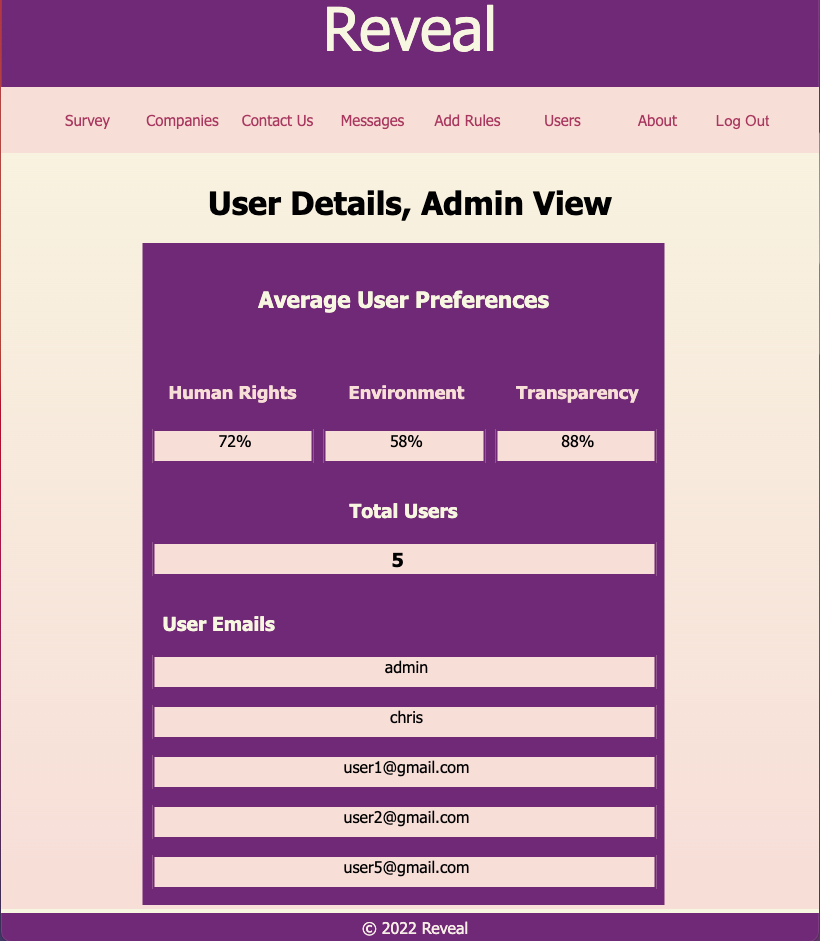 Reveal
Survey Companies Contact Us Messages Add Rules Users About Log Out
User Details, Admin View
Average User Preferences
Human Rights Environment Transparency
72% 58% 88%
Total Users
5
User Emails
admin
chris
user1@gmail.com
user2@gmail.com
user5@gmail.com
© 2022 Reveal